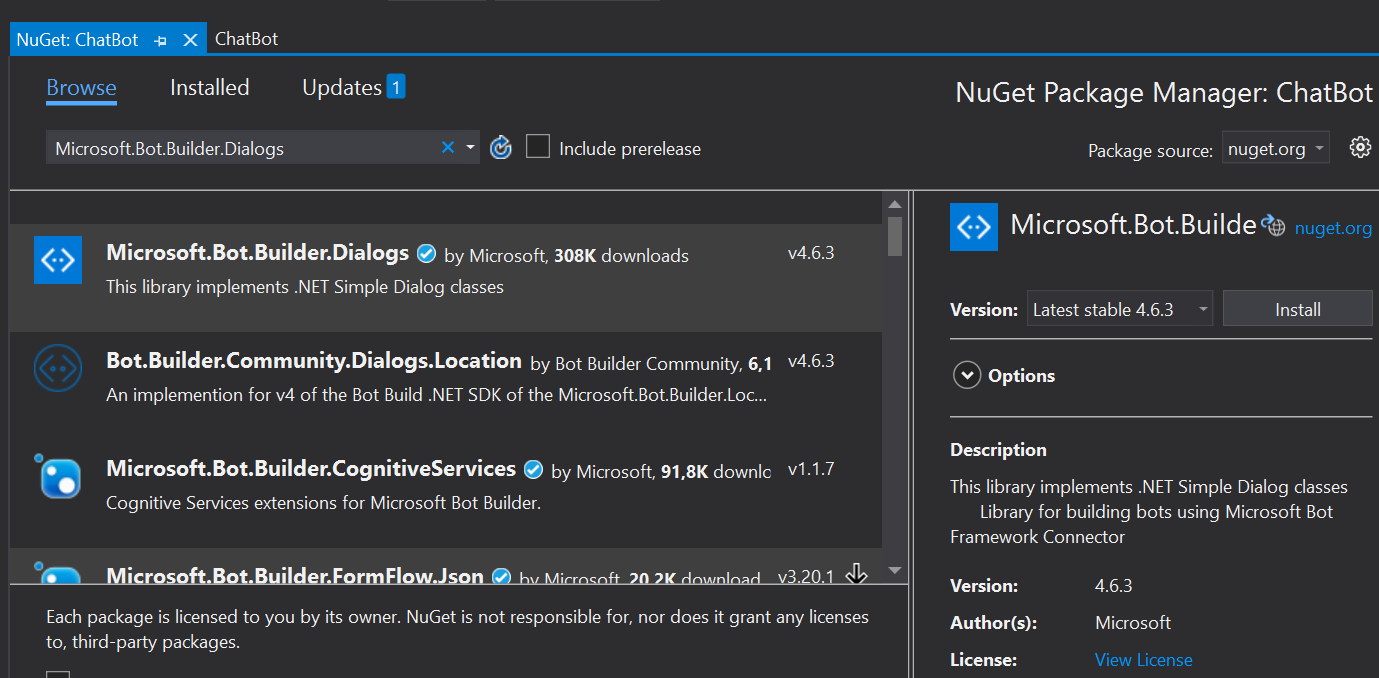 NuGet: ChatBot ChatBot
Browse Installed Updates 1
NuGet Package Manager: ChatBot
Microsoft.Bot.Builder.Dialogs Include prerelease
Package source: nuget.org
Microsoft.Bot.Builder.Dialogs by Microsoft, 308K downloads v4.6.3
This library implements .NET Simple Dialog classes
Bot.Builder.Community.Dialogs.Location by Bot Builder Community, 6,1 v4.6.3
An implemention for v4 of the Bot Build .NET SDK of the Microsoft.Bot.Builder.Loc...
Microsoft.Bot.Builder.CognitiveServices by Microsoft, 91,8K downlo v1.1.7
Cognitive Services extensions for Microsoft Bot Builder.
Microsoft.Bot.Builder.FormFlow.Json by Microsoft, 20,2K download v3.20.1
Each package is licensed to you by its owner. NuGet is not responsible for, nor does it grant any licenses
to, third-party packages.
Microsoft.Bot.Builde nuget.org
Version: Latest stable 4.6.3 Install
Options
Description
This library implements .NET Simple Dialog classes
Library for building bots using Microsoft Bot
Framework Connector
Version: 4.6.3
Author(s): Microsoft
License: View License